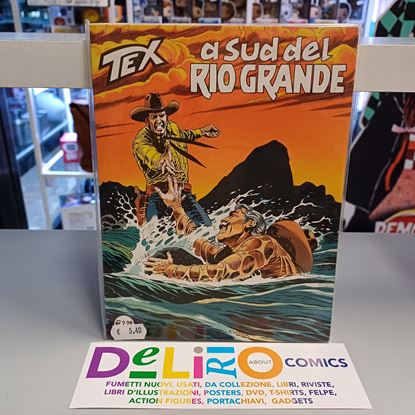 TEX
a sud del
RIO GRANDE
€ 5,40
DeLiRiO ABOUT COMICS
FUMETTI NUOVI, USATI, DA COLLEZIONE, LIBRI, RIVISTE,
LIBRI D'ILLUSTRAZIONI, POSTERS, DVD, T-SHIRTS, FELPE,
ACTION FIGURES, PORTACHIAVI, GADGETS